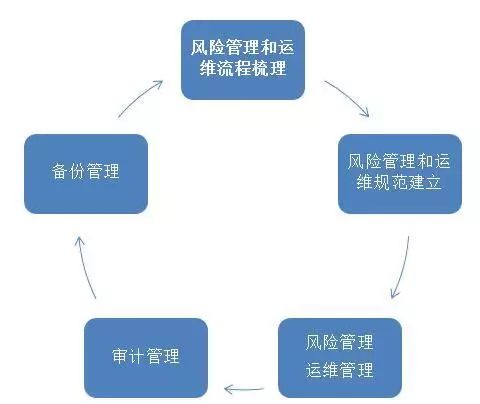 风险管理和运
维流程梳理
风险管理和运
维规范建立
风险管理
运维管理
审计管理
备份管理